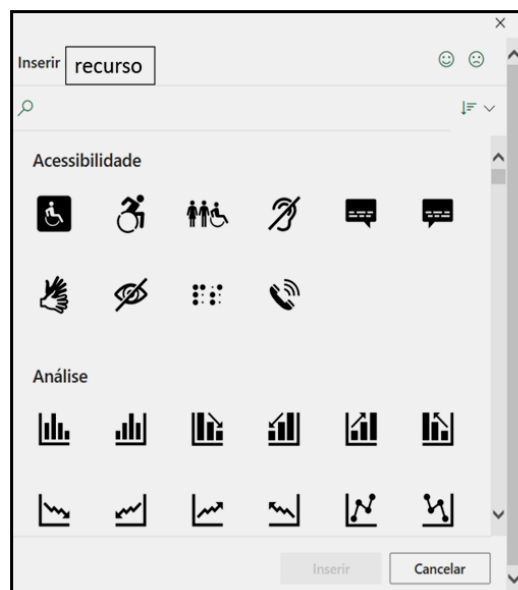 Inserir recurso
Acessibilidade
Análise
Inserir Cancelar